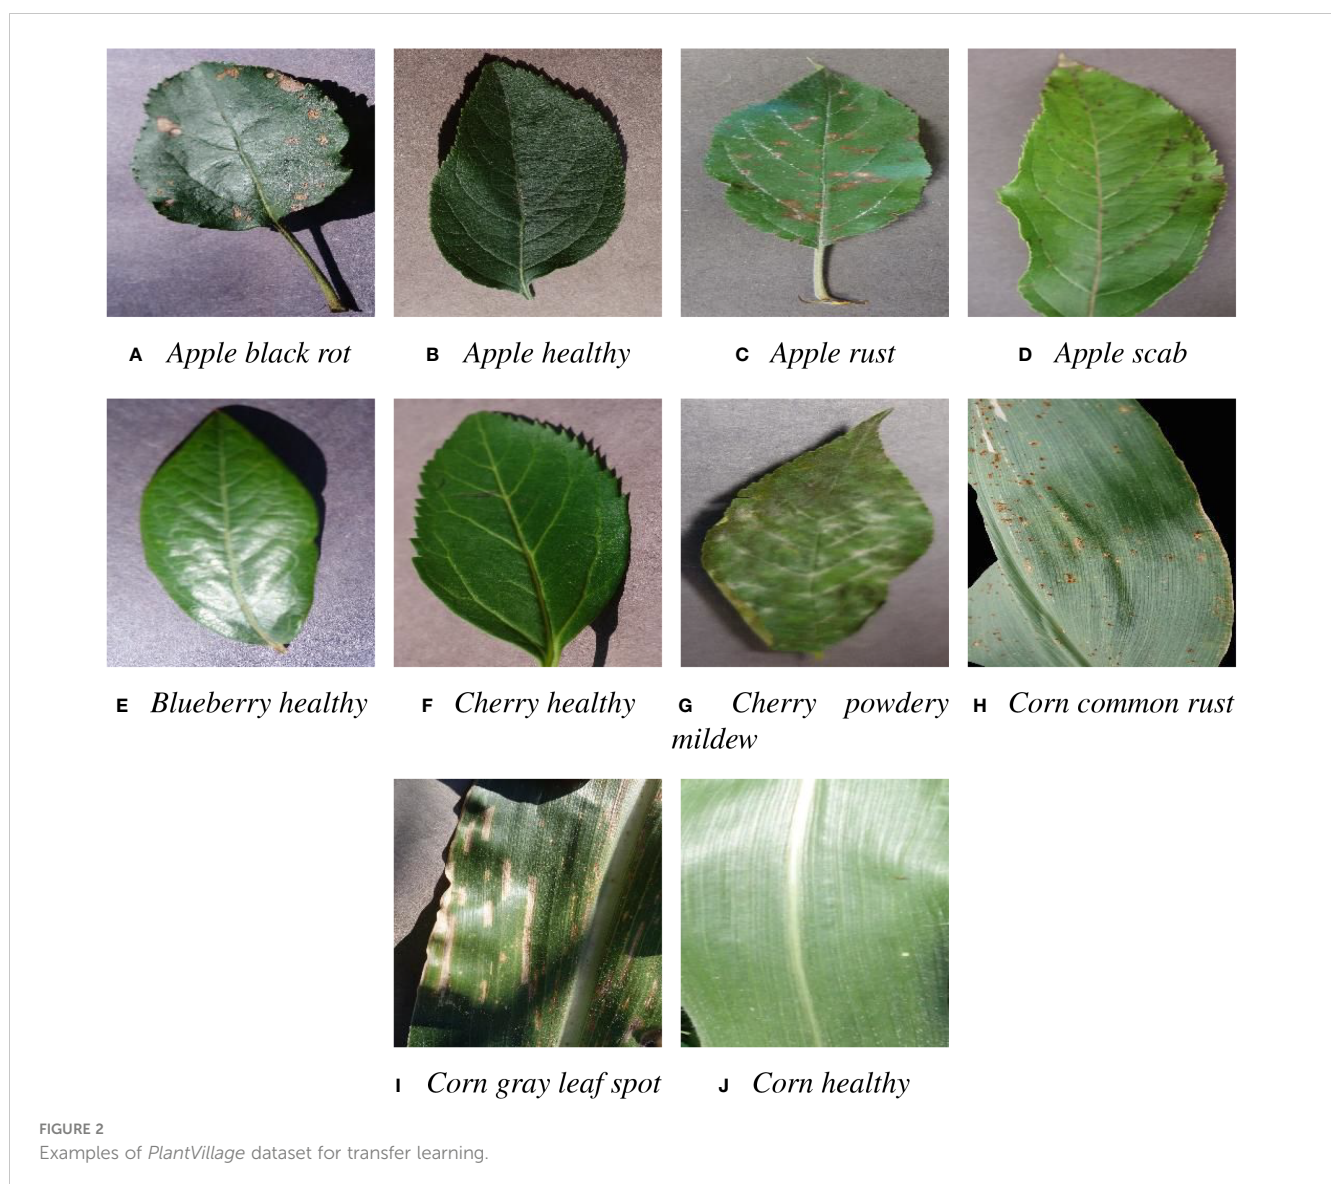 A Apple black rot
B Apple healthy
C Apple rust
D Apple scab
E Blueberry healthy
F Cherry healthy
G Cherry powdery
mildew
H Corn common rust
I Corn gray leaf spot
J Corn healthy
FIGURE 2
Examples of PlantVillage dataset for transfer learning.